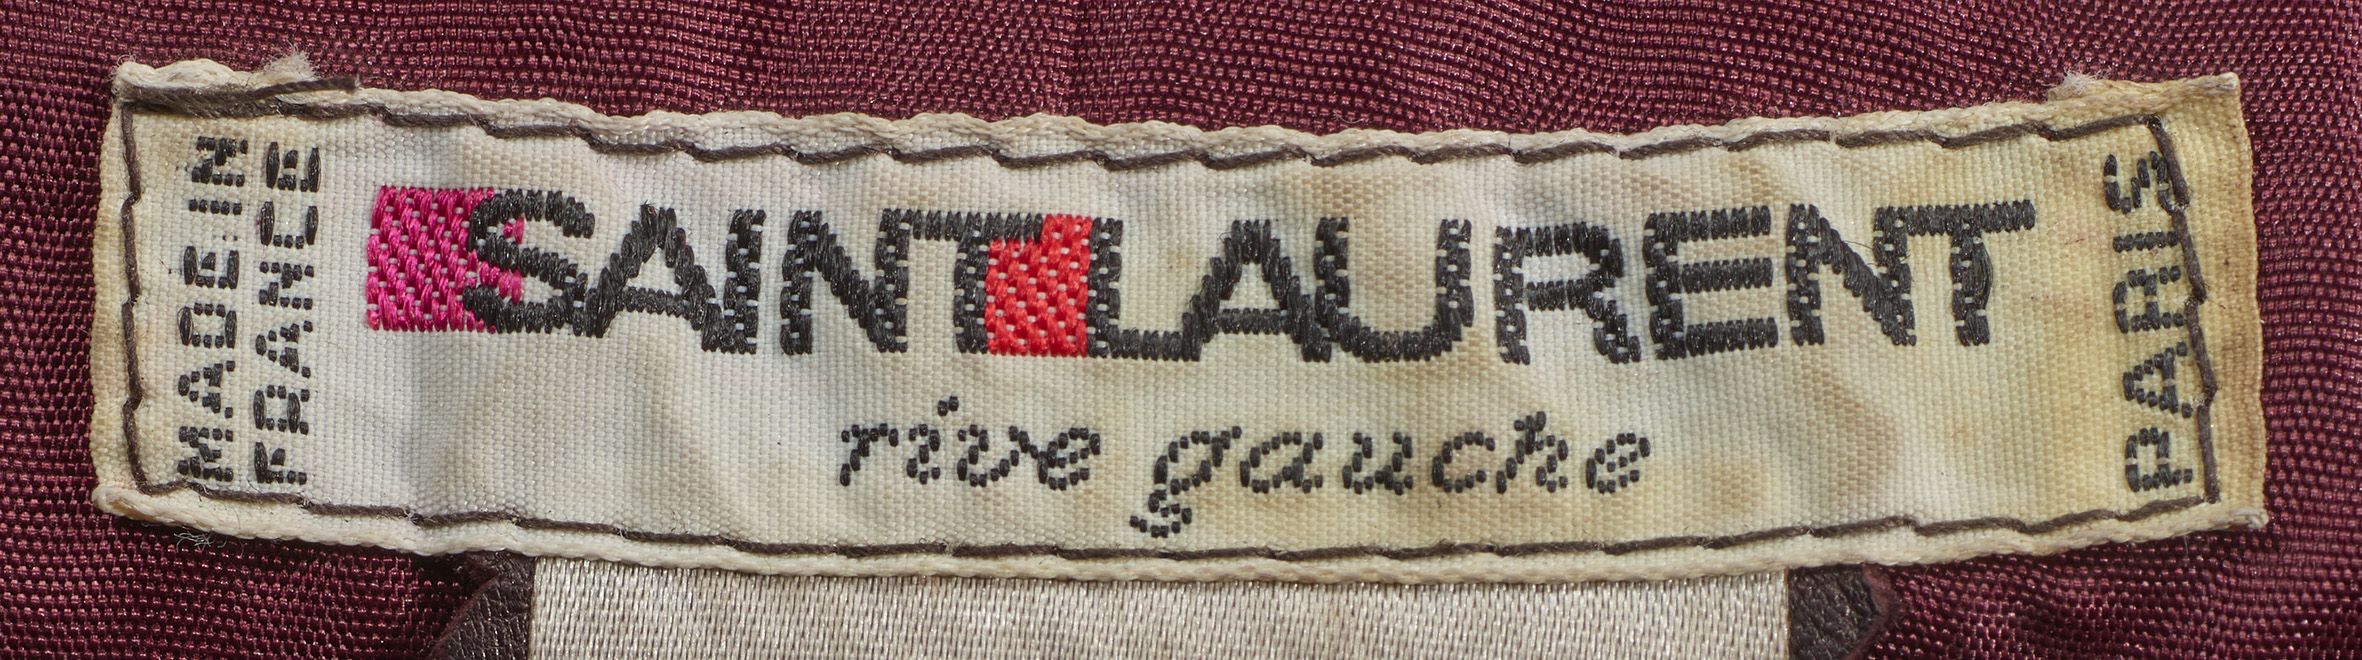 MADE IN
FRANCE
SAINT LAURENT
rive gauche
PARIS